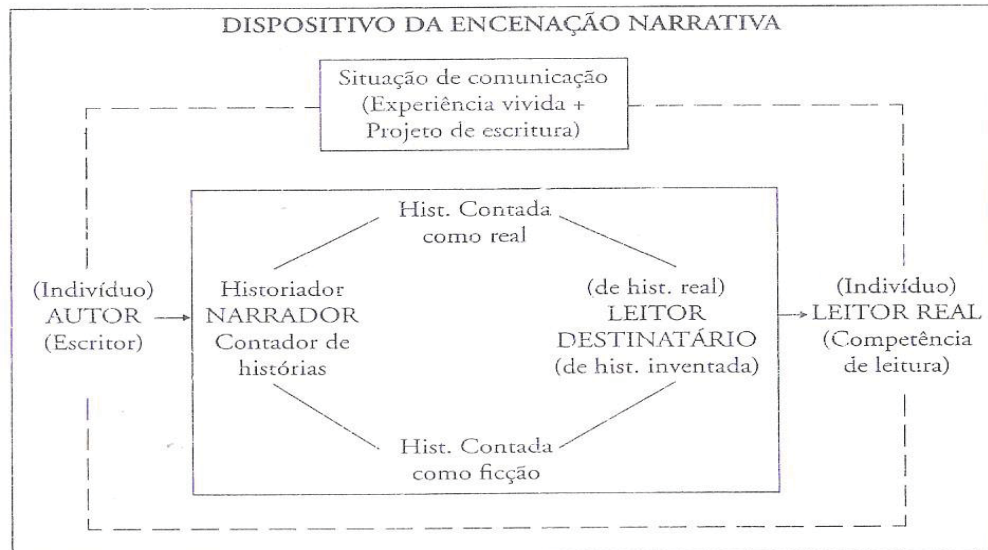 DISPOSITIVO DA ENCENAÇÃO NARRATIVA
Situação de comunicação
(Experiência vivida +
Projeto de escritura)
Hist. Contada
como real
(Indivíduo)
AUTOR
(Escritor)
Historiador
NARRADOR
Contador de
histórias
(de hist. real)
LEITOR
DESTINATÁRIO
(de hist. inventada)
(Indivíduo)
LEITOR REAL
(Competência
de leitura)
Hist. Contada
como ficção